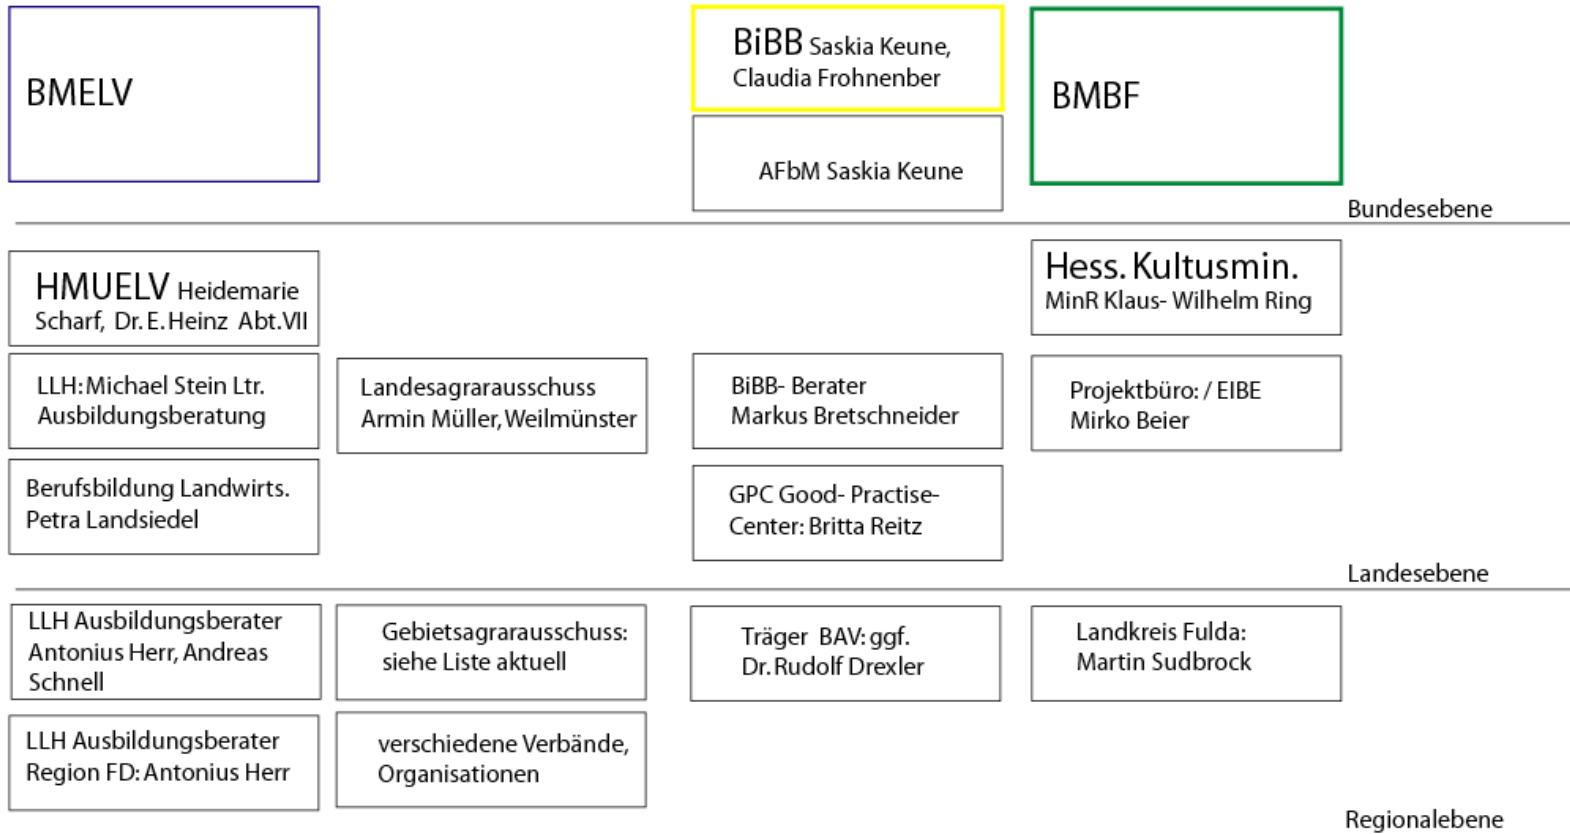 BMELV
BiBB Saskia Keune,
Claudia Frohnenber
AFbM Saskia Keune
BMBF
Bundesebene
HMUELV Heidemarie
Scharf, Dr. E. Heinz Abt.VII
Hess. Kultusmin.
MinR Klaus- Wilhelm Ring
LLH: Michael Stein Ltr.
Ausbildungsberatung
Landesagrarausschuss
Armin Müller, Weilmünster
BiBB- Berater
Markus Bretschneider
Projektbüro: / EIBE
Mirko Beier
Berufsbildung Landwirts.
Petra Landsiedel
GPC Good- Practise-
Center: Britta Reitz
Landesebene
LLH Ausbildungsberater
Antonius Herr, Andreas
Schnell
Gebietsagrarausschuss:
siehe Liste aktuell
Träger BAV: ggf.
Dr. Rudolf Drexler
Landkreis Fulda:
Martin Sudbrock
LLH Ausbildungsberater
Region FD: Antonius Herr
verschiedene Verbände,
Organisationen
Regionalebene